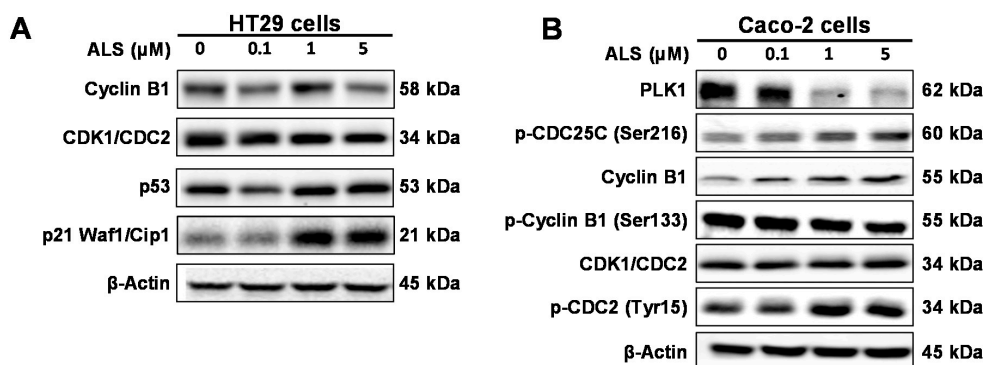 A
HT29 cells
ALS (µM) 0 0.1 1 5
Cyclin B1 58 kDa
CDK1/CDC2 34 kDa
p53 53 kDa
p21 Waf1/Cip1 21 kDa
β-Actin 45 kDa
B
Caco-2 cells
ALS (µM) 0 0.1 1 5
PLK1 62 kDa
p-CDC25C (Ser216) 60 kDa
Cyclin B1 55 kDa
p-Cyclin B1 (Ser133) 55 kDa
CDK1/CDC2 34 kDa
p-CDC2 (Tyr15) 34 kDa
β-Actin 45 kDa